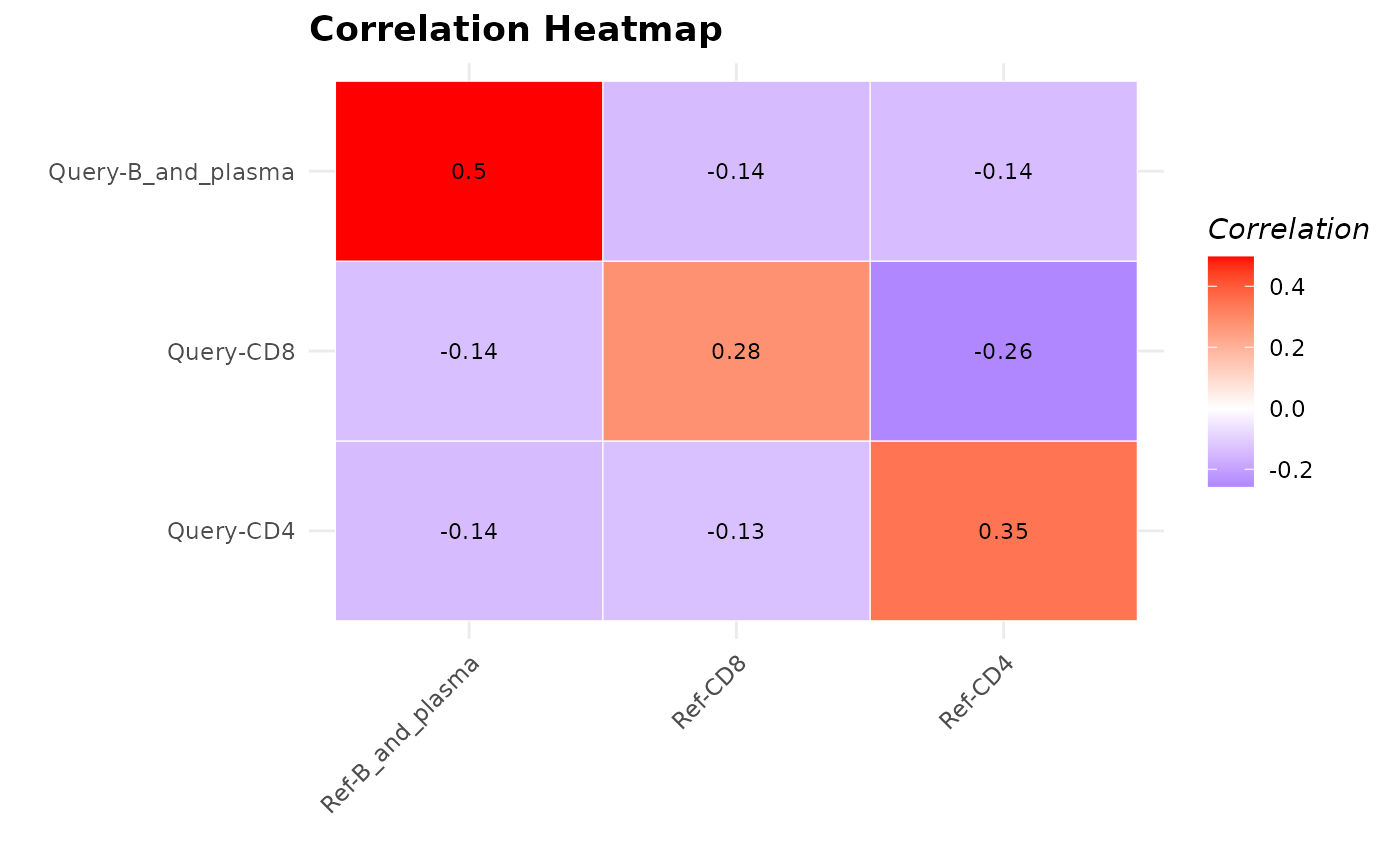 Correlation Heatmap
Query-B_and_plasma
0.5
-0.14
-0.14
Query-CD8
-0.14
0.28
-0.26
Query-CD4
-0.14
-0.13
0.35
Ref-B_and_plasma
Ref-CD8
Ref-CD4
Correlation
0.4
0.2
0.0
-0.2